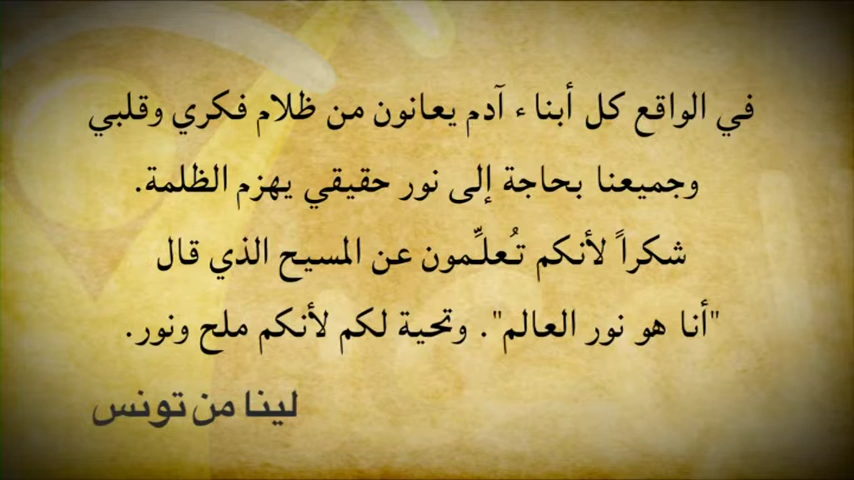 في الواقع كل أبناء آدم يعانون من ظلام فكري وقلبي
وجميعنا بحاجة إلى نور حقيقي يهزم الظلمة.
شكراً لأنكم تُعلِّمون عن المسيح الذي قال
"أنا هو نور العالم". وتحية لكم لأنكم ملح ونور.
لينا من تونس